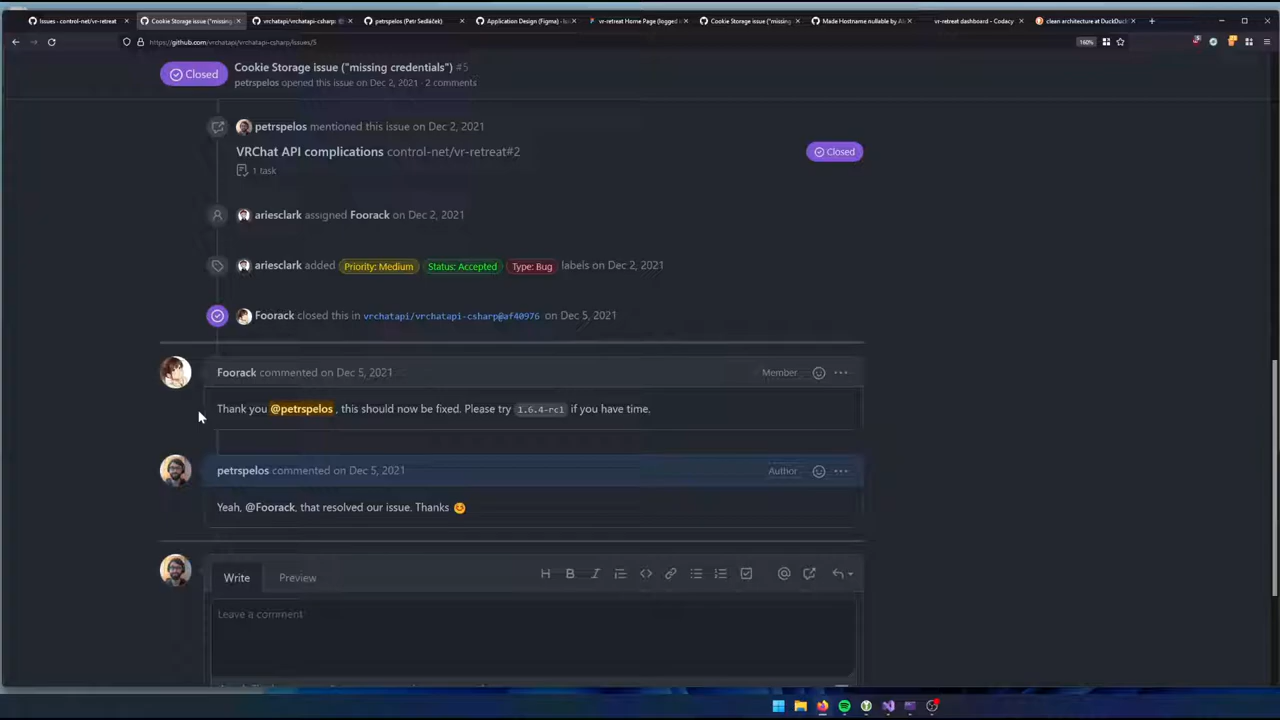 Issues · control-net/vr-retreat
Cookie Storage issue ("missing
vrchatapi/vrchatapi-csharp:
petrspelos (Petr Sedláček)
Application Design (Figma) · Iss
vr-retreat Home Page (logged
Cookie Storage issue ("missing
Made Hostname nullable by Al
vr-retreat dashboard - Codacy
clean architecture at DuckDuc
https://github.com/vrchatapi/vrchatapi-csharp/issues/5
160%
Closed
Cookie Storage issue ("missing credentials") #5
petrspelos opened this issue on Dec 2, 2021 · 2 comments
petrspelos mentioned this issue on Dec 2, 2021
VRChat API complications control-net/vr-retreat#2
Closed
1 task
ariesclark assigned Foorack on Dec 2, 2021
ariesclark added Priority: Medium Status: Accepted Type: Bug labels on Dec 2, 2021
Foorack closed this in vrchatapi/vrchatapi-csharp@af40976 on Dec 5, 2021
Foorack commented on Dec 5, 2021
Member
Thank you @petrspelos , this should now be fixed. Please try 1.6.4-rc1 if you have time.
petrspelos commented on Dec 5, 2021
Author
Yeah, @Foorack, that resolved our issue. Thanks 😊
Write
Preview
Leave a comment